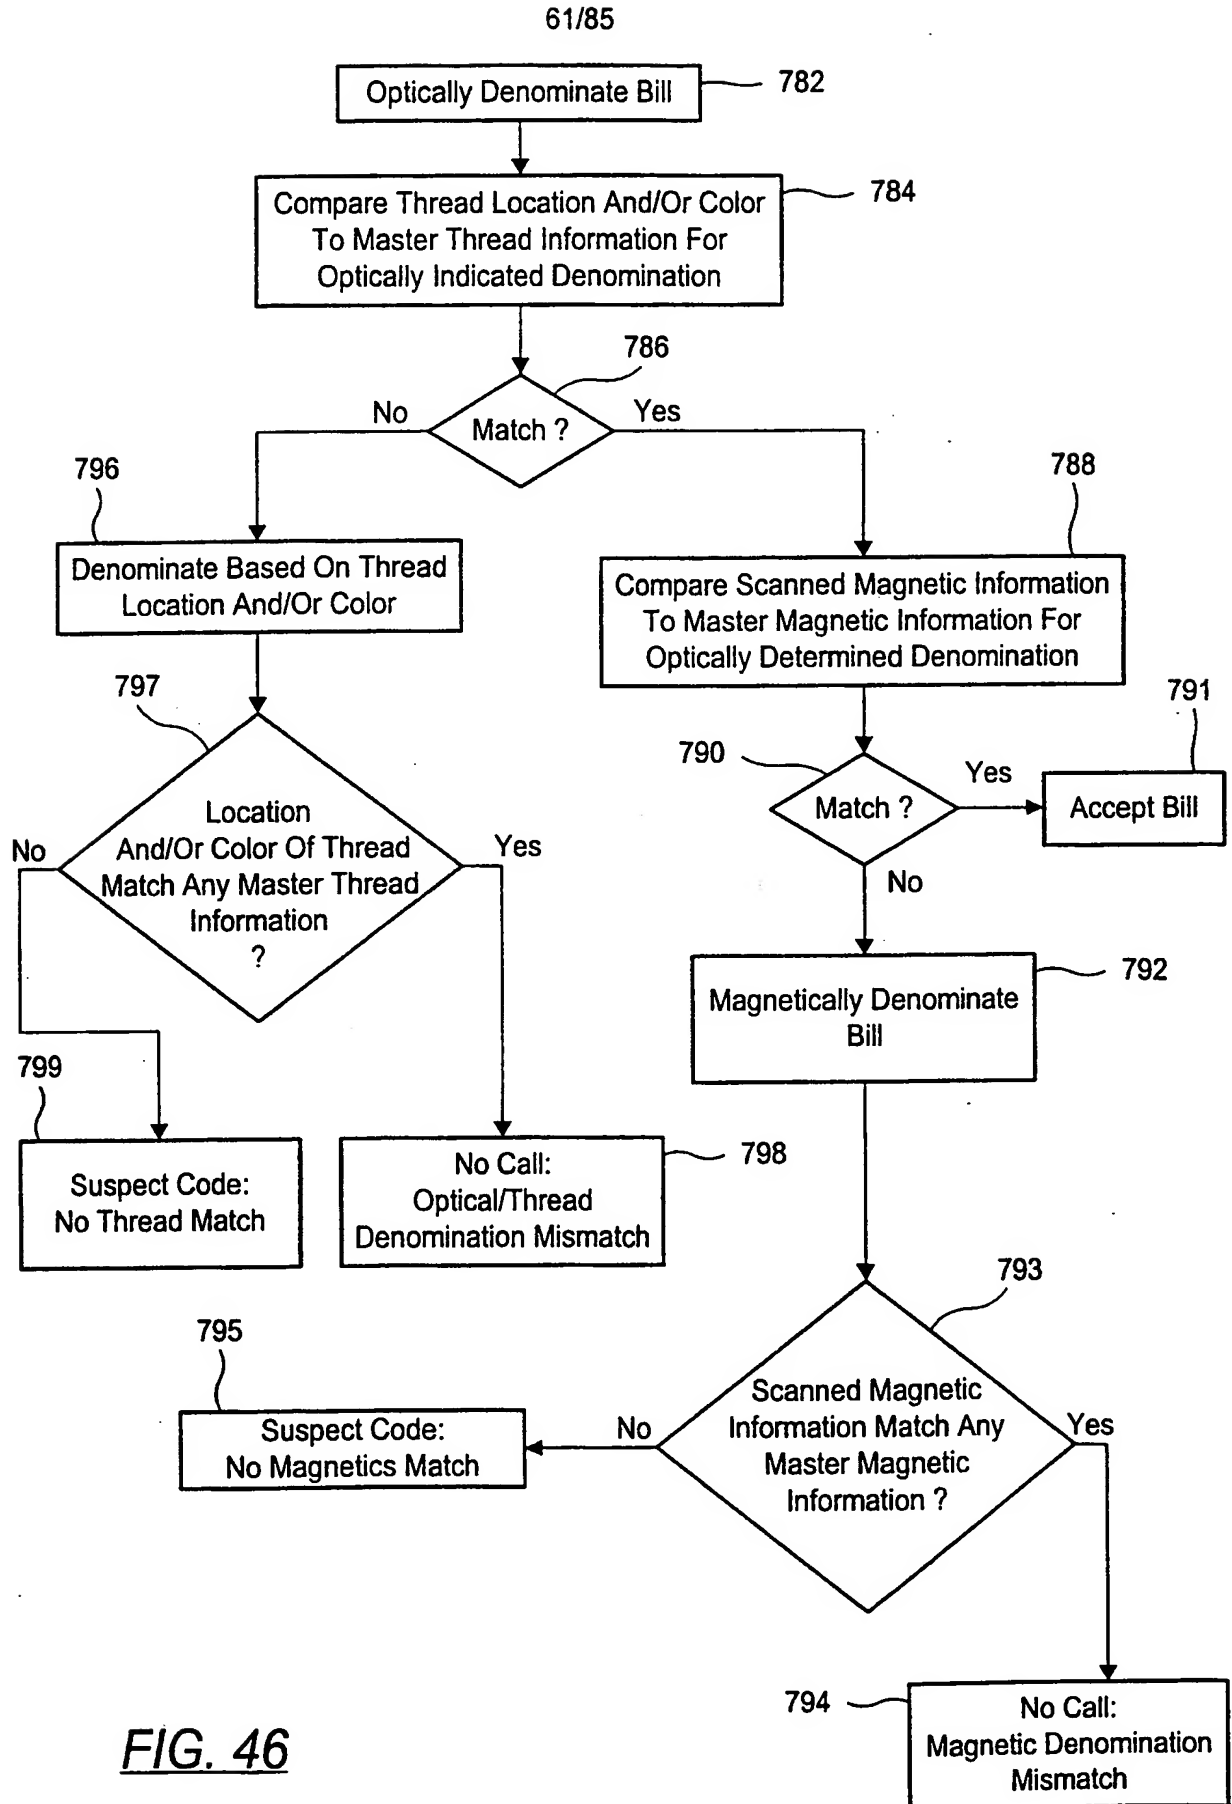 61/85
Optically Denominate Bill
782
Compare Thread Location And/Or Color
To Master Thread Information For
Optically Indicated Denomination
784
786
Match ?
No
Yes
796
Denominate Based On Thread
Location And/Or Color
788
Compare Scanned Magnetic Information
To Master Magnetic Information For
Optically Determined Denomination
797
Location
And/Or Color Of Thread
Match Any Master Thread
Information
?
No
Yes
790
Match ?
Yes
No
791
Accept Bill
792
Magnetically Denominate
Bill
799
Suspect Code:
No Thread Match
798
No Call:
Optical/Thread
Denomination Mismatch
793
Scanned Magnetic
Information Match Any
Master Magnetic
Information ?
No
Yes
795
Suspect Code:
No Magnetics Match
794
No Call:
Magnetic Denomination
Mismatch
FIG. 46